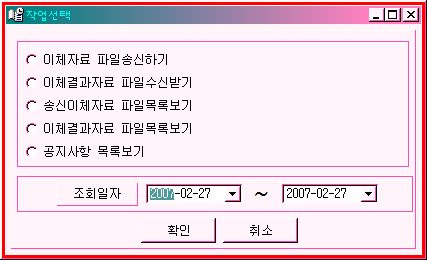 작업선택
이체자료 파일송신하기
이체결과자료 파일수신받기
송신이체자료 파일목록보기
이체결과자료 파일목록보기
공지사항 목록보기
조회일자 2007-02-27 ~ 2007-02-27
확인 취소